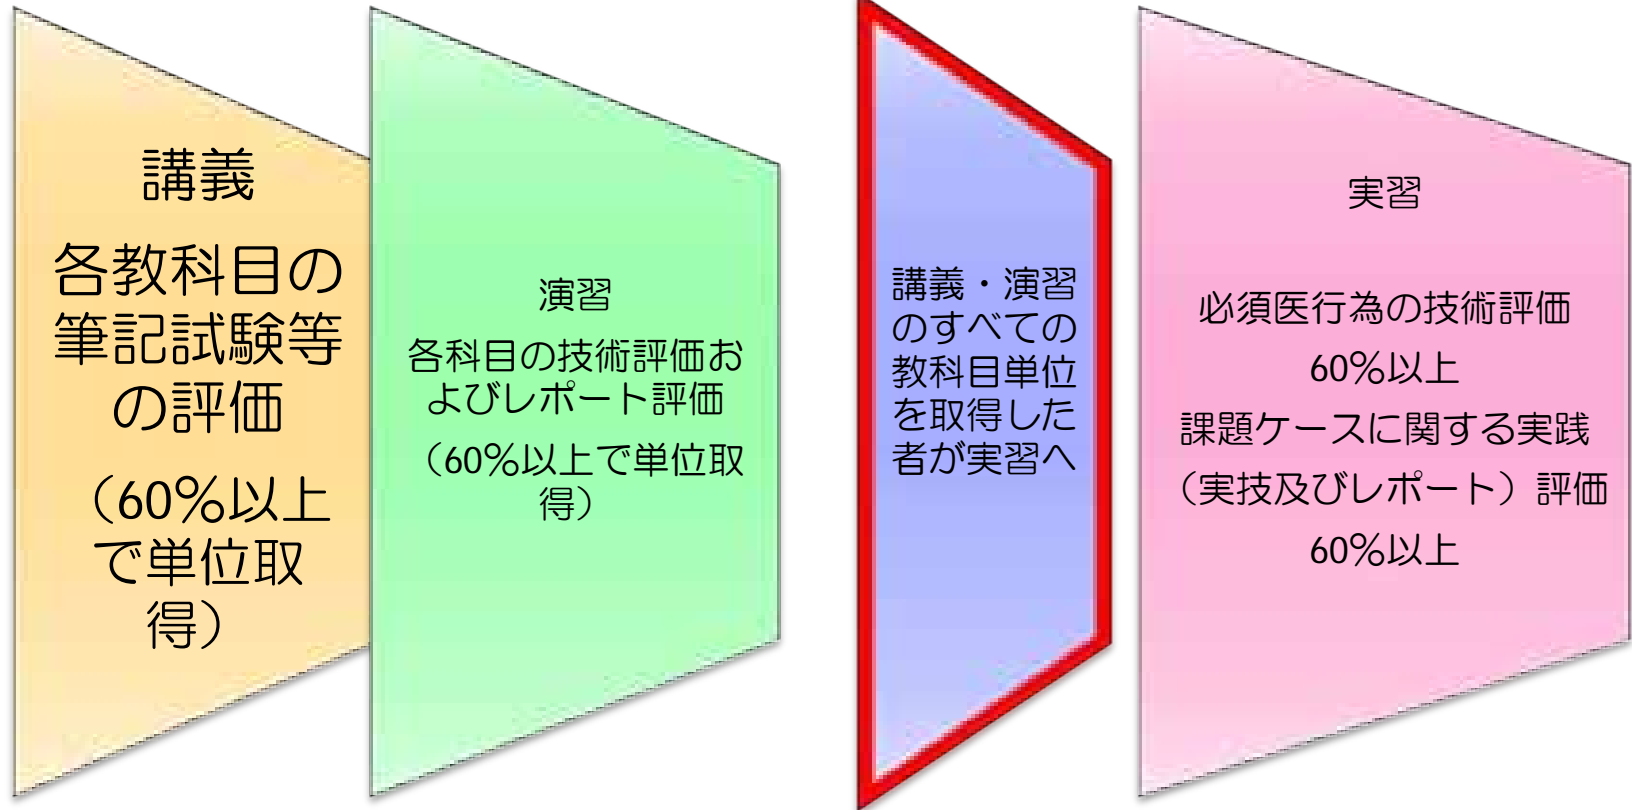 講義
各教科目の
筆記試験等
の評価
（60％以上
で単位取
得）
演習
各科目の技術評価お
よびレポート評価
（60％以上で単位取
得）
講義・演習
のすべての
教科目単位
を取得した
者が実習へ
実習
必須医行為の技術評価
60％以上
課題ケースに関する実践
（実技及びレポート）評価
60％以上